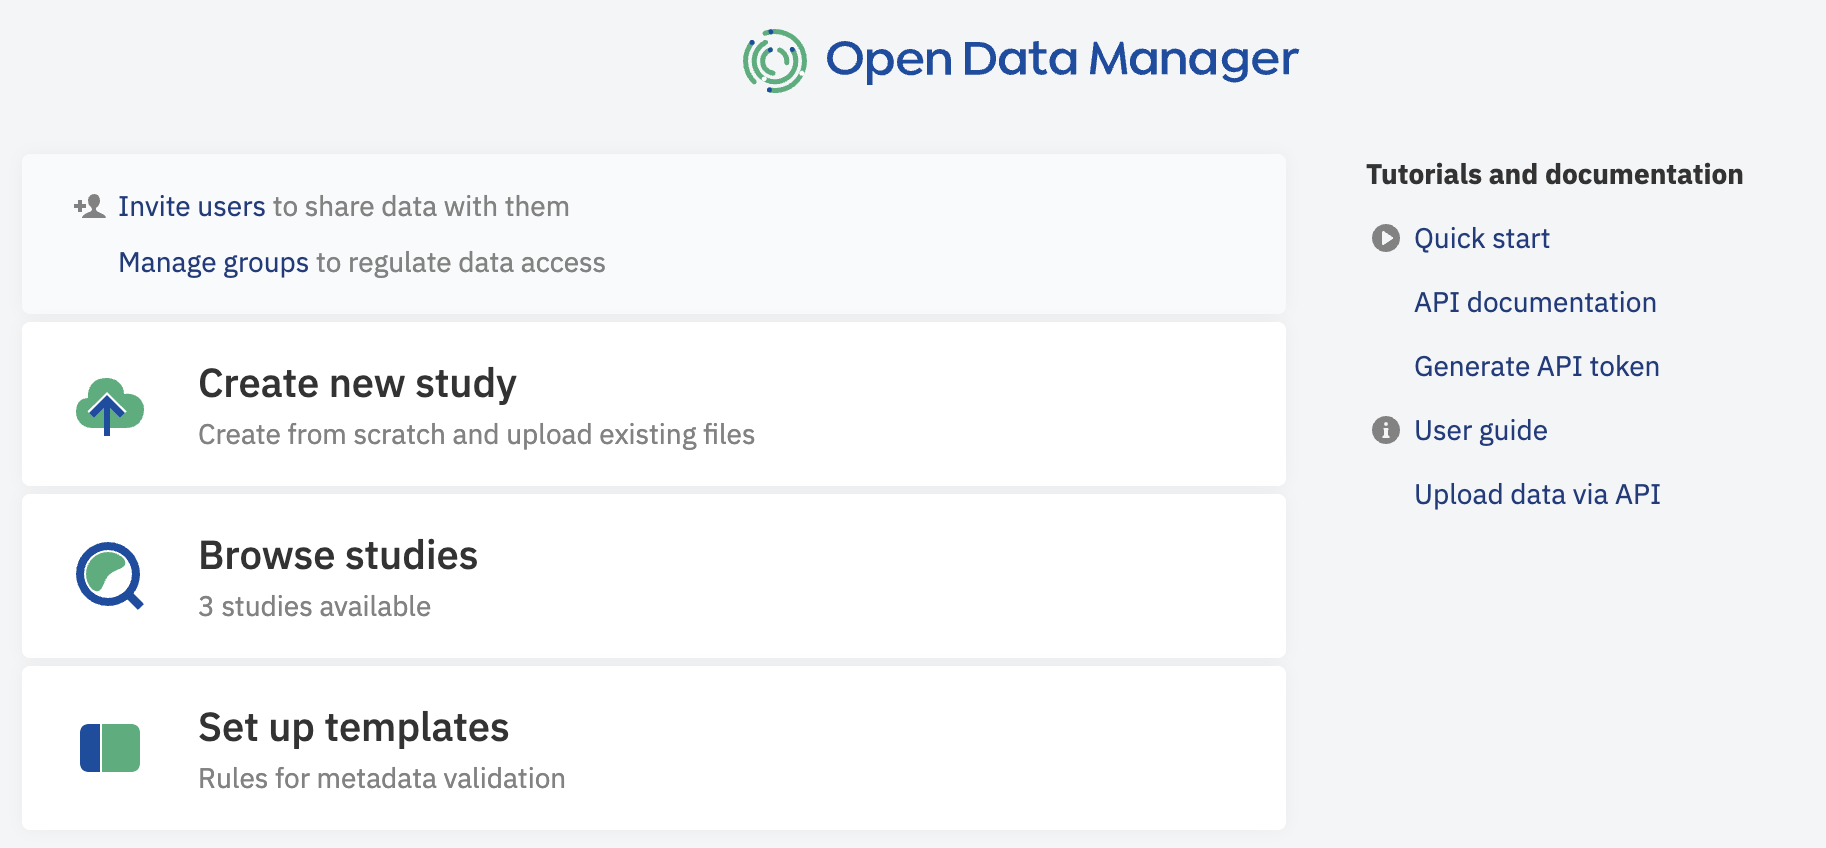 Open Data Manager
Invite users to share data with them
Manage groups to regulate data access
Create new study
Create from scratch and upload existing files
Browse studies
3 studies available
Set up templates
Rules for metadata validation
Tutorials and documentation
Quick start
API documentation
Generate API token
User guide
Upload data via API